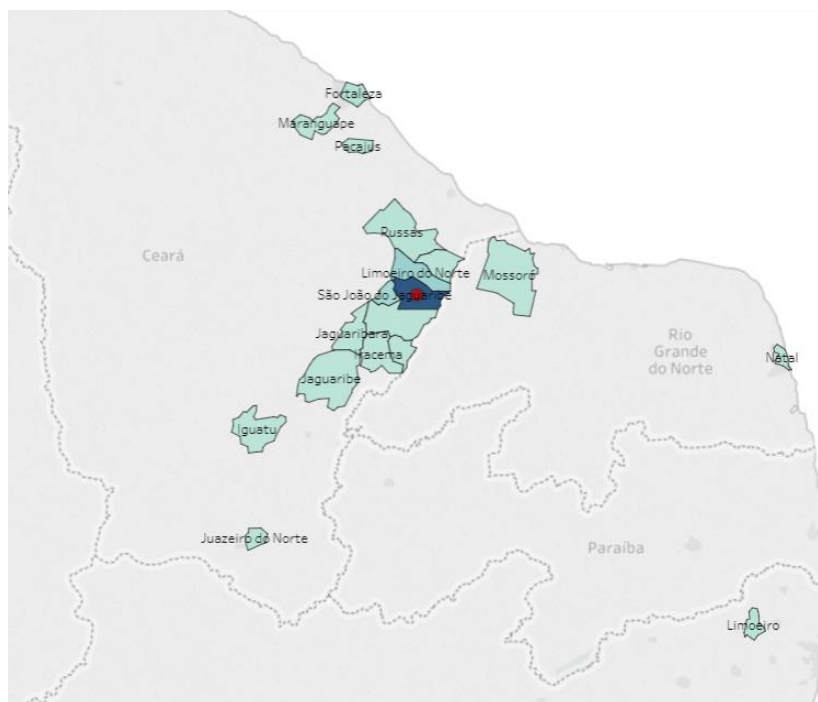 Fortaleza
Maranguape
Pacajus
Russas
Ceará
Limoeiro do Norte
Mossoró
São João do Jaguaribe
Jaguaribara
Rio
Grande
do Norte
Natal
Iracema
Jaguaribe
Iguatu
Juazeiro do Norte
Paraíba
Limoeiro